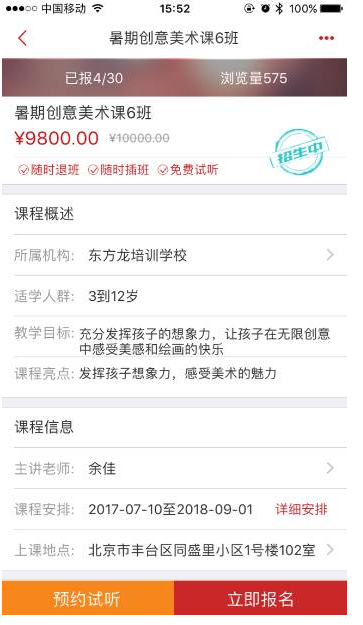 中国移动 15:52 100%
暑期创意美术课6班
已报4/30 浏览量575
暑期创意美术课6班
¥9800.00 ¥10000.00
招生中
随时退班 随时插班 免费试听
课程概述
所属机构: 东方龙培训学校
适学人群: 3到12岁
教学目标: 充分发挥孩子的想象力，让孩子在无限创意
中感受美感和绘画的快乐
课程亮点: 发挥孩子想象力，感受美术的魅力
课程信息
主讲老师: 余佳
课程安排: 2017-07-10至2018-09-01 详细安排
上课地点: 北京市丰台区同盛里小区1号楼102室
预约试听 立即报名